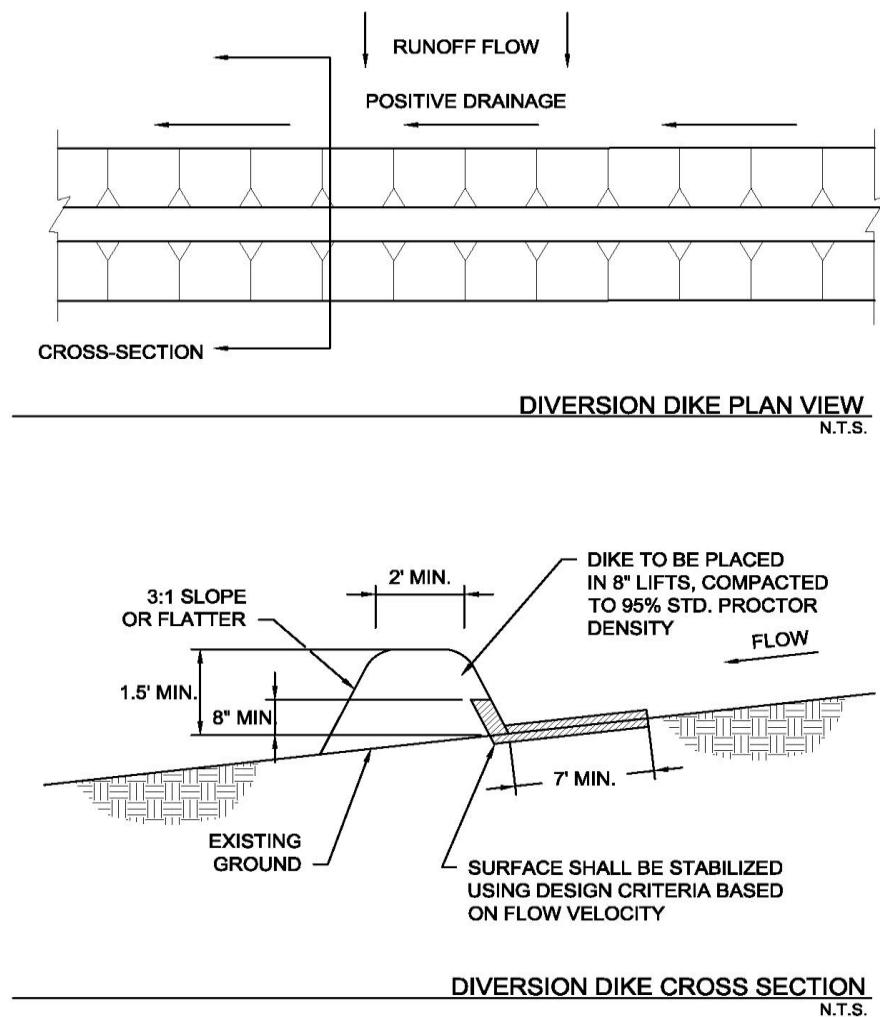 RUNOFF FLOW
POSITIVE DRAINAGE
CROSS-SECTION
DIVERSION DIKE PLAN VIEW
N.T.S.
2' MIN.
3:1 SLOPE
OR FLATTER
DIKE TO BE PLACED
IN 8" LIFTS, COMPACTED
TO 95% STD. PROCTOR
DENSITY
FLOW
1.5' MIN.
8" MIN
7' MIN.
EXISTING
GROUND
SURFACE SHALL BE STABILIZED
USING DESIGN CRITERIA BASED
ON FLOW VELOCITY
DIVERSION DIKE CROSS SECTION
N.T.S.